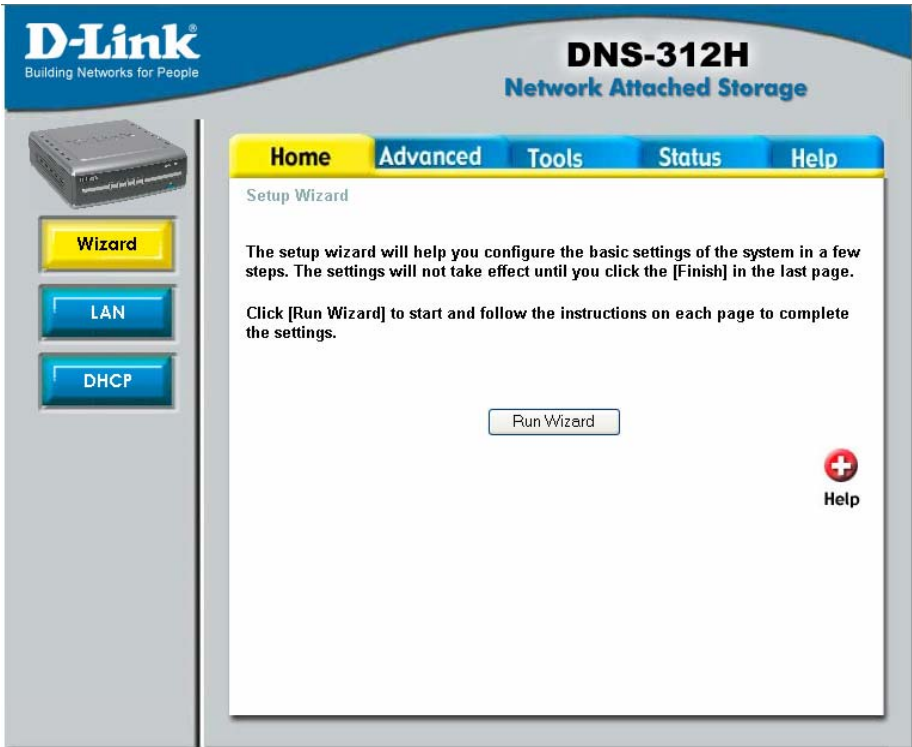 D-Link®
Building Networks for People
DNS-312H
Network Attached Storage
Home
Advanced
Tools
Status
Help
Wizard
LAN
DHCP
Setup Wizard
The setup wizard will help you configure the basic settings of the system in a few
steps. The settings will not take effect until you click the [Finish] in the last page.
Click [Run Wizard] to start and follow the instructions on each page to complete
the settings.
Run Wizard
Help